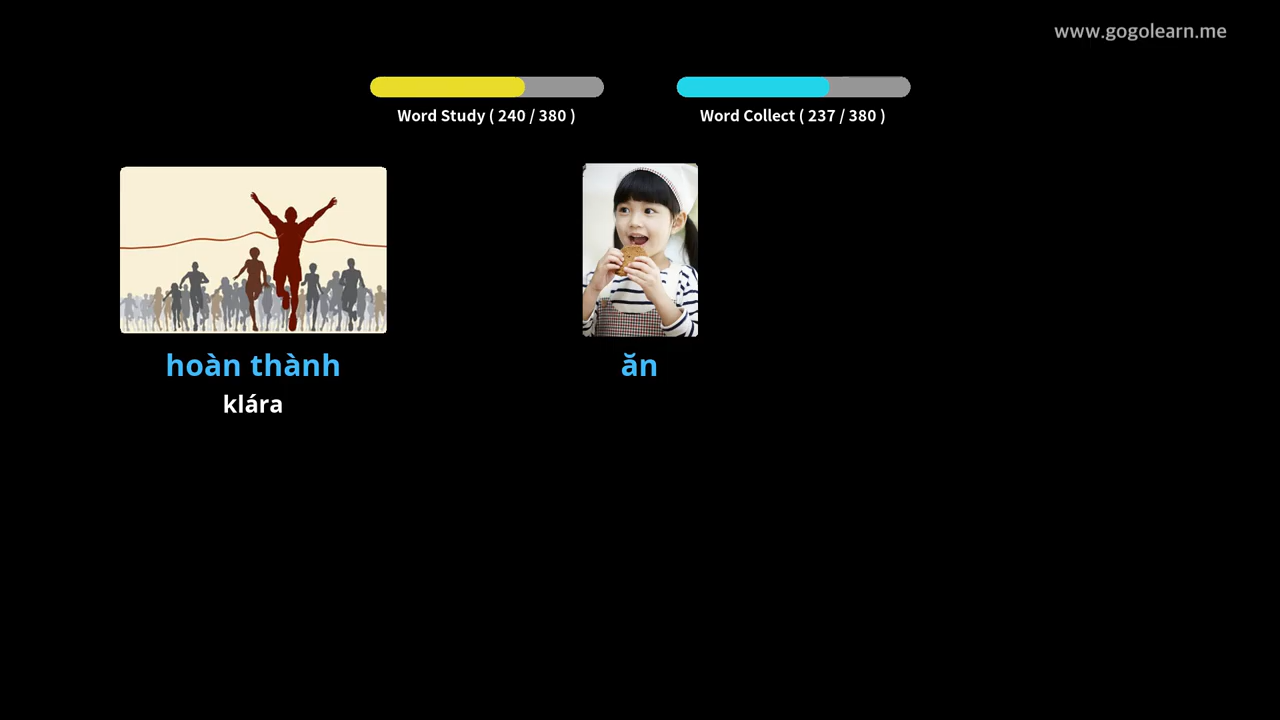 www.gogolearn.me
Word Study ( 240 / 380 )
Word Collect ( 237 / 380 )
hoàn thành
klára
ăn